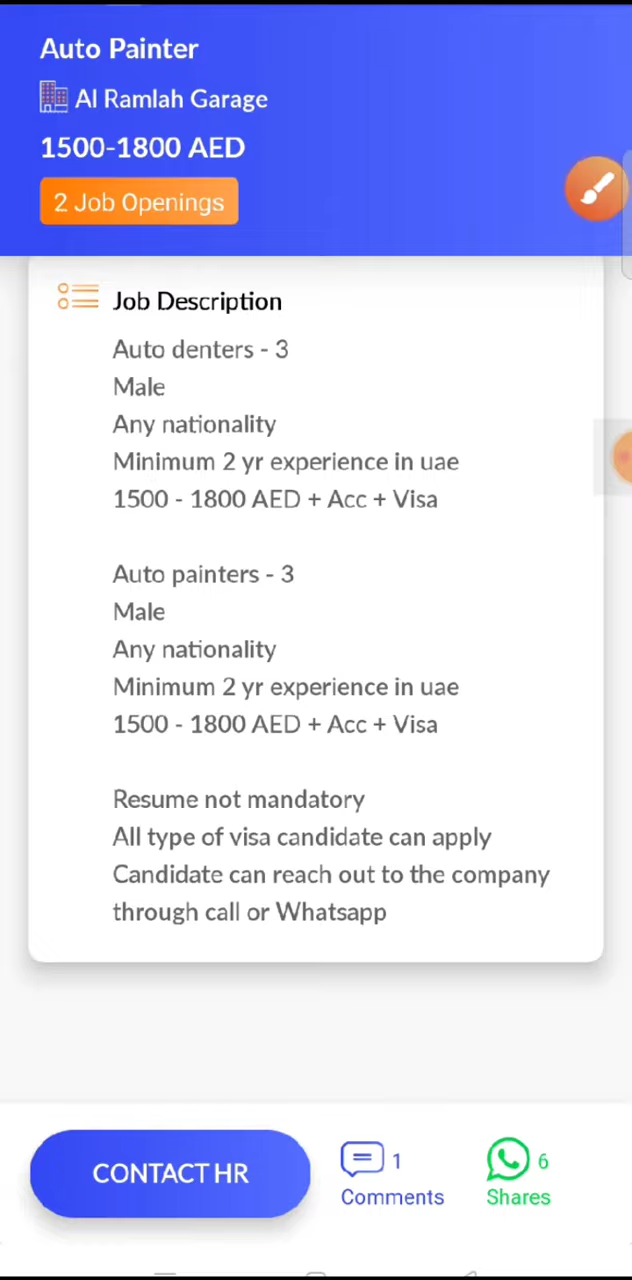 Auto Painter
Al Ramlah Garage
1500-1800 AED
2 Job Openings
Job Description
Auto denters - 3
Male
Any nationality
Minimum 2 yr experience in uae
1500 - 1800 AED + Acc + Visa
Auto painters - 3
Male
Any nationality
Minimum 2 yr experience in uae
1500 - 1800 AED + Acc + Visa
Resume not mandatory
All type of visa candidate can apply
Candidate can reach out to the company
through call or Whatsapp
CONTACT HR
1
Comments
6
Shares